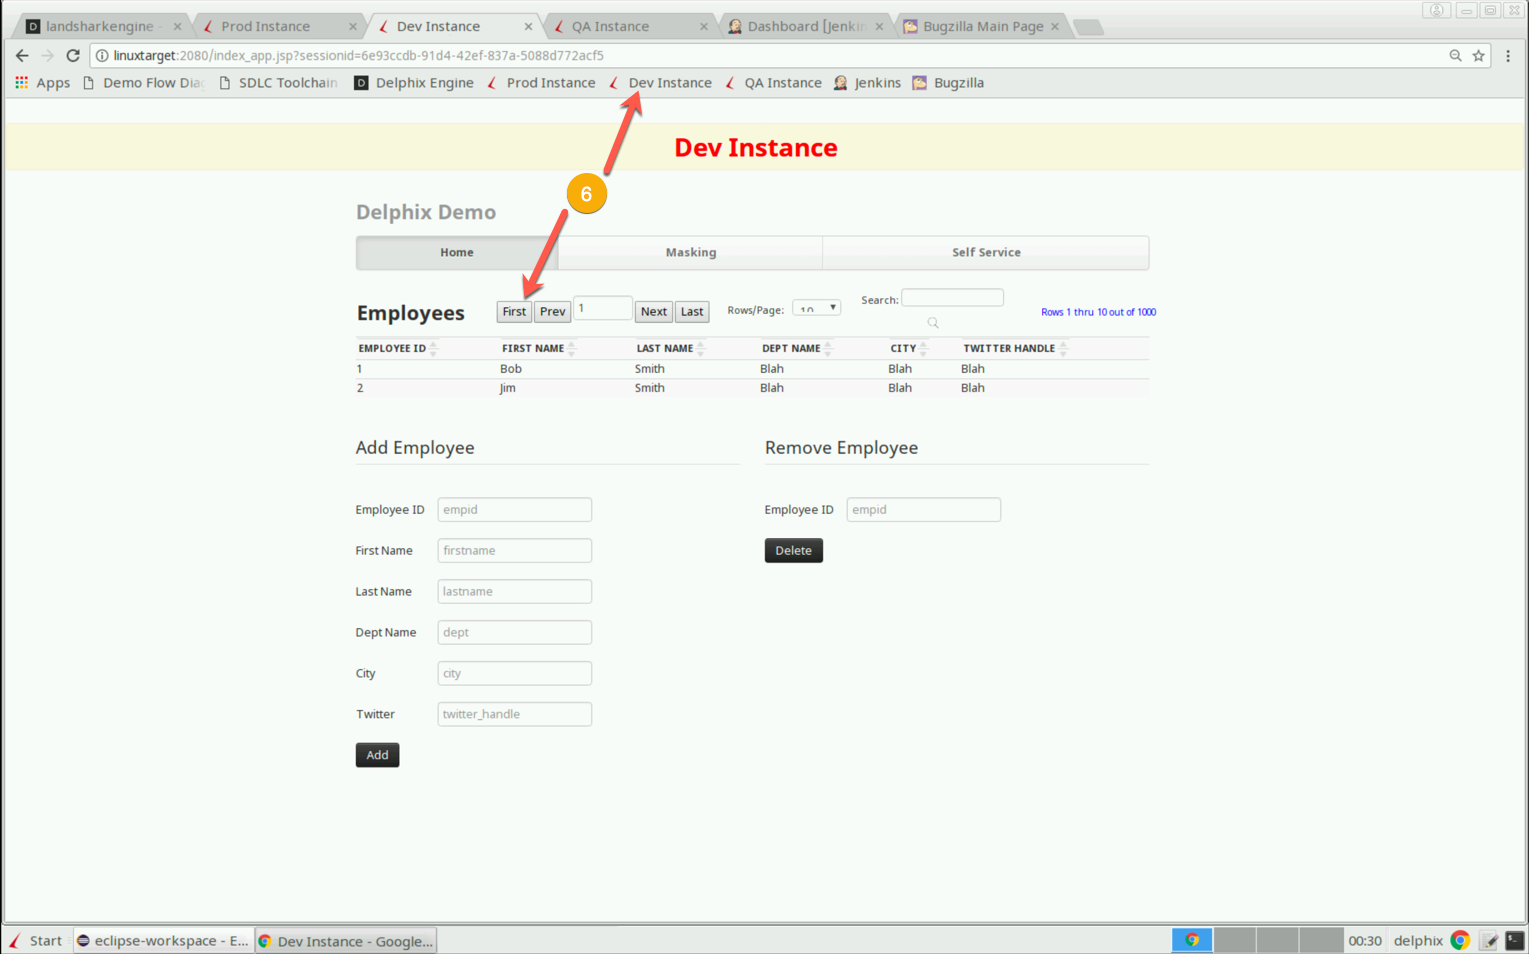 landsharkengine - Prod Instance Dev Instance QA Instance Dashboard [Jenkin Bugzilla Main Page
linuxtarget:2080/index_app.jsp?sessionid=6e93ccdb-91d4-42ef-837a-5088d772acf5
Apps Demo Flow Diag SDLC Toolchain Delphix Engine Prod Instance Dev Instance QA Instance Jenkins Bugzilla
Dev Instance
6
Delphix Demo
Home Masking Self Service
Employees First Prev 1 Next Last Rows/Page: 10 Search: Rows 1 thru 10 out of 1000
EMPLOYEE ID FIRST NAME LAST NAME DEPT NAME CITY TWITTER HANDLE
1 Bob Smith Blah Blah Blah
2 Jim Smith Blah Blah Blah
Add Employee Remove Employee
Employee ID empid Employee ID empid
First Name firstname Delete
Last Name lastname
Dept Name dept
City city
Twitter twitter_handle
Add
Start eclipse-workspace - E... Dev Instance - Google... 00:30 delphix